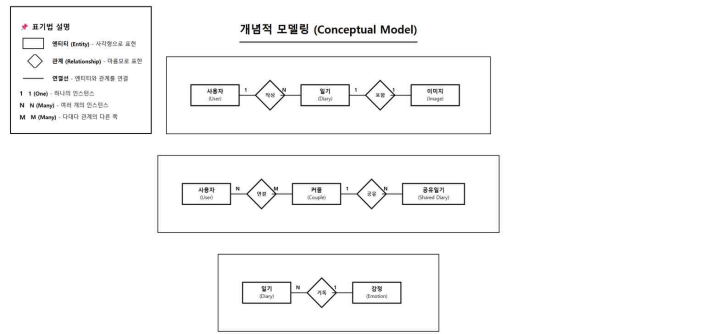 📌 표기법 설명
엔티티 (Entity) - 사각형으로 표현
관계 (Relationship) - 마름모로 표현
연결선 - 엔티티와 관계를 연결
1 1 (One) - 하나의 인스턴스
N N (Many) - 여러 개의 인스턴스
M M (Many) - 다대다 관계의 다른 쪽
개념적 모델링 (Conceptual Model)
사용자 1 작성 N 일기 1 포함 1 이미지
(User) (Diary) (Image)
사용자 N 연결 M 커플 1 공유 N 공유일기
(User) (Couple) (Shared Diary)
일기 N 기록 1 감정
(Diary) (Emotion)